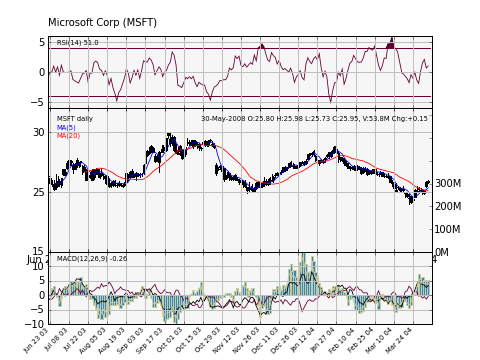 Microsoft Corp (MSFT)
RSI(14) 51.0
5
0
−5
MSFT daily
30-May-2008 O:25.80 H:25.98 L:25.73 C:25.95, V:53.8M Chg:+0.15
MA(5)
MA(20)
30
25
15
300M
200M
100M
0M
Jun 2
4
MACD(12,26,9) -0.26
10
5
0
−5
−10
Jun 23 03
Jul 08 03
Jul 22 03
Aug 05 03
Aug 19 03
Sep 03 03
Sep 17 03
Oct 01 03
Oct 15 03
Oct 29 03
Nov 12 03
Nov 26 03
Dec 11 03
Dec 26 03
Jan 12 04
Jan 27 04
Feb 10 04
Feb 25 04
Mar 10 04
Mar 24 04